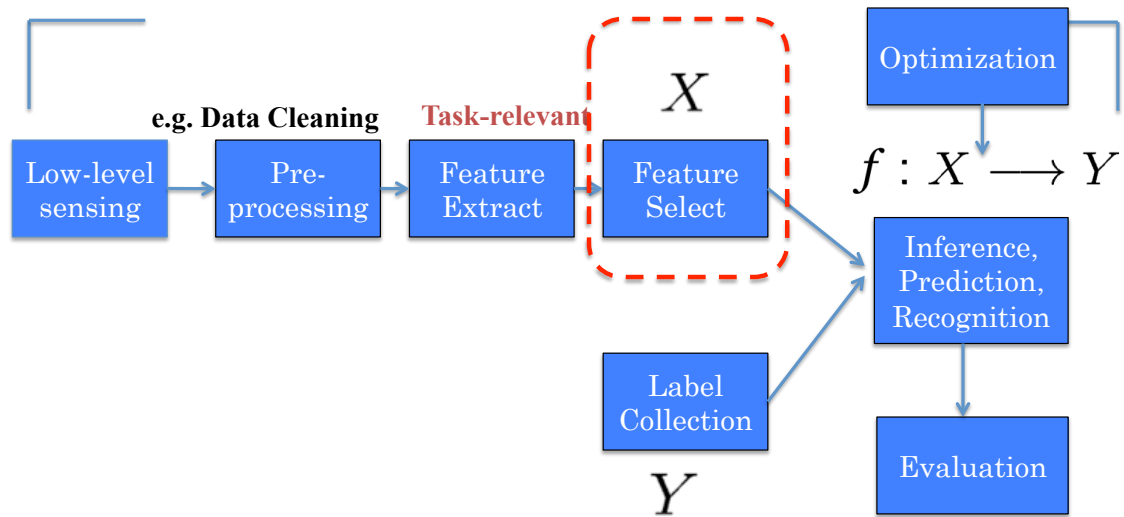 Optimization
X
e.g. Data Cleaning
Task-relevant
f : X → Y
Low-level
sensing
Pre-
processing
Feature
Extract
Feature
Select
Inference,
Prediction,
Recognition
Label
Collection
Evaluation
Y